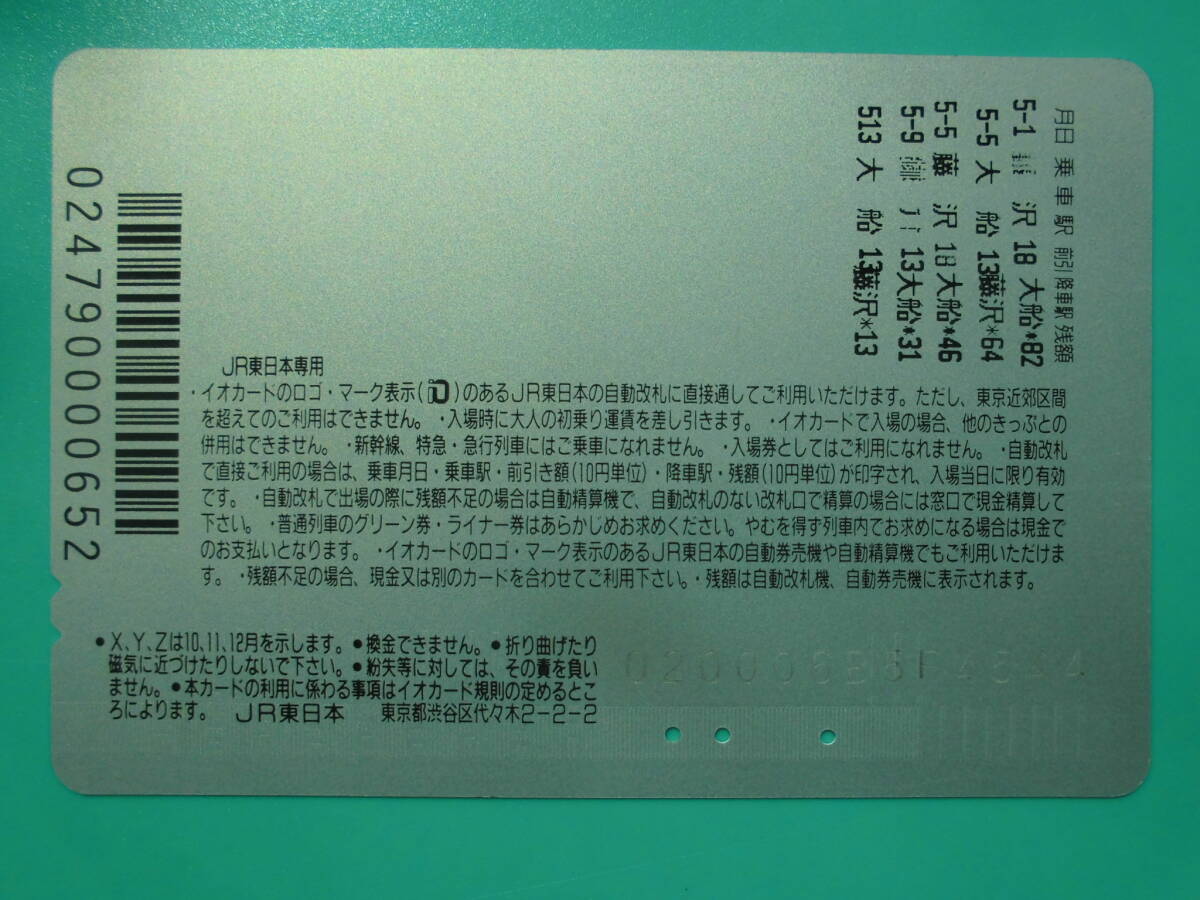 月日 乗車駅 前引 降車駅 残額
5-1 沢 18 大船*82
5-5 大船 13藤沢*64
5-5 藤沢 18大船*46
5-9 13大船*31
513 大船 13藤沢*13
02479000000652
JR東日本専用
・イオカードのロゴ・マーク表示( )のあるJR東日本の自動改札に直接通してご利用いただけます。ただし、東京近郊区間
を超えてのご利用はできません。 ・入場時に大人の初乗り運賃を差し引きます。 ・イオカードで入場の場合、他のきっぷとの
併用はできません。 ・新幹線、特急・急行列車にはご乗車になれません。 ・入場券としてはご利用になれません。 ・自動改札
で直接ご利用の場合は、乗車月日・乗車駅・前引き額(10円単位)・降車駅・残額(10円単位)が印字され、入場当日に限り有効
です。 ・自動改札で出場の際に残額不足の場合は自動精算機で、自動改札のない改札口で精算の場合には窓口で現金精算して
下さい。 ・普通列車のグリーン券・ライナー券はあらかじめお求めください。やむを得ず列車内でお求めになる場合は現金で
のお支払いとなります。 ・イオカードのロゴ・マーク表示のあるJR東日本の自動券売機や自動精算機でもご利用いただけま
す。 ・残額不足の場合、現金又は別のカードを合わせてご利用下さい。・残額は自動改札機、自動券売機に表示されます。
●X、Y、Zは10、11、12月を示します。●換金できません。●折り曲げたり
磁気に近づけたりしないで下さい。●紛失等に対しては、その責を負い
ません。●本カードの利用に係わる事項はイオカード規則の定めるとこ
ろによります。 JR東日本 東京都渋谷区代々木2-2-2